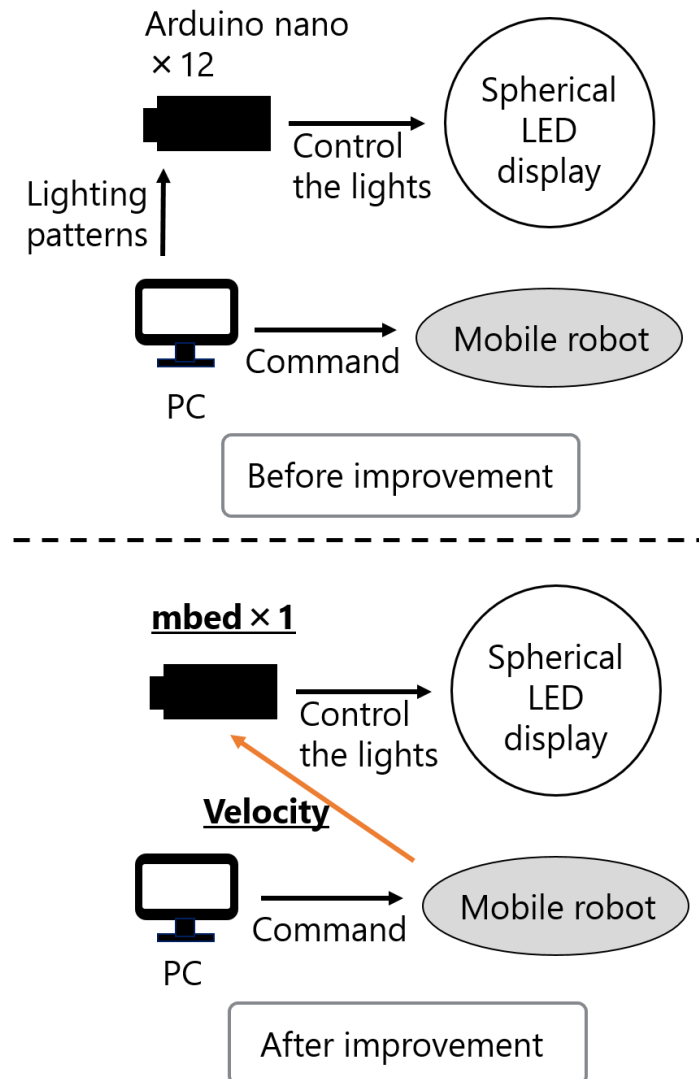 Arduino nano
× 12
Spherical
LED
display
Control
the lights
Lighting
patterns
Mobile robot
Command
PC
Before improvement
mbed × 1
Spherical
LED
display
Control
the lights
Velocity
Mobile robot
Command
PC
After improvement